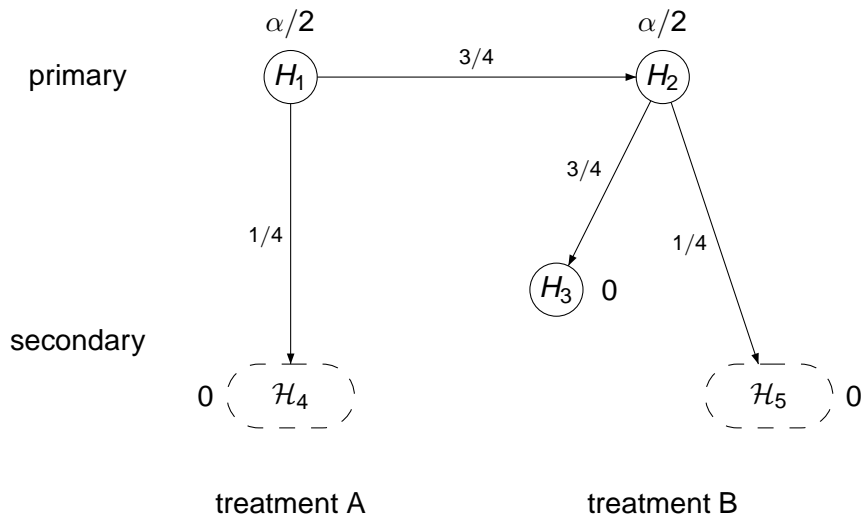 α/2 α/2
primary H₁ 3/4 H₂
1/4 3/4 1/4
H₃ 0
secondary
0 ℋ₄ ℋ₅ 0
treatment A treatment B